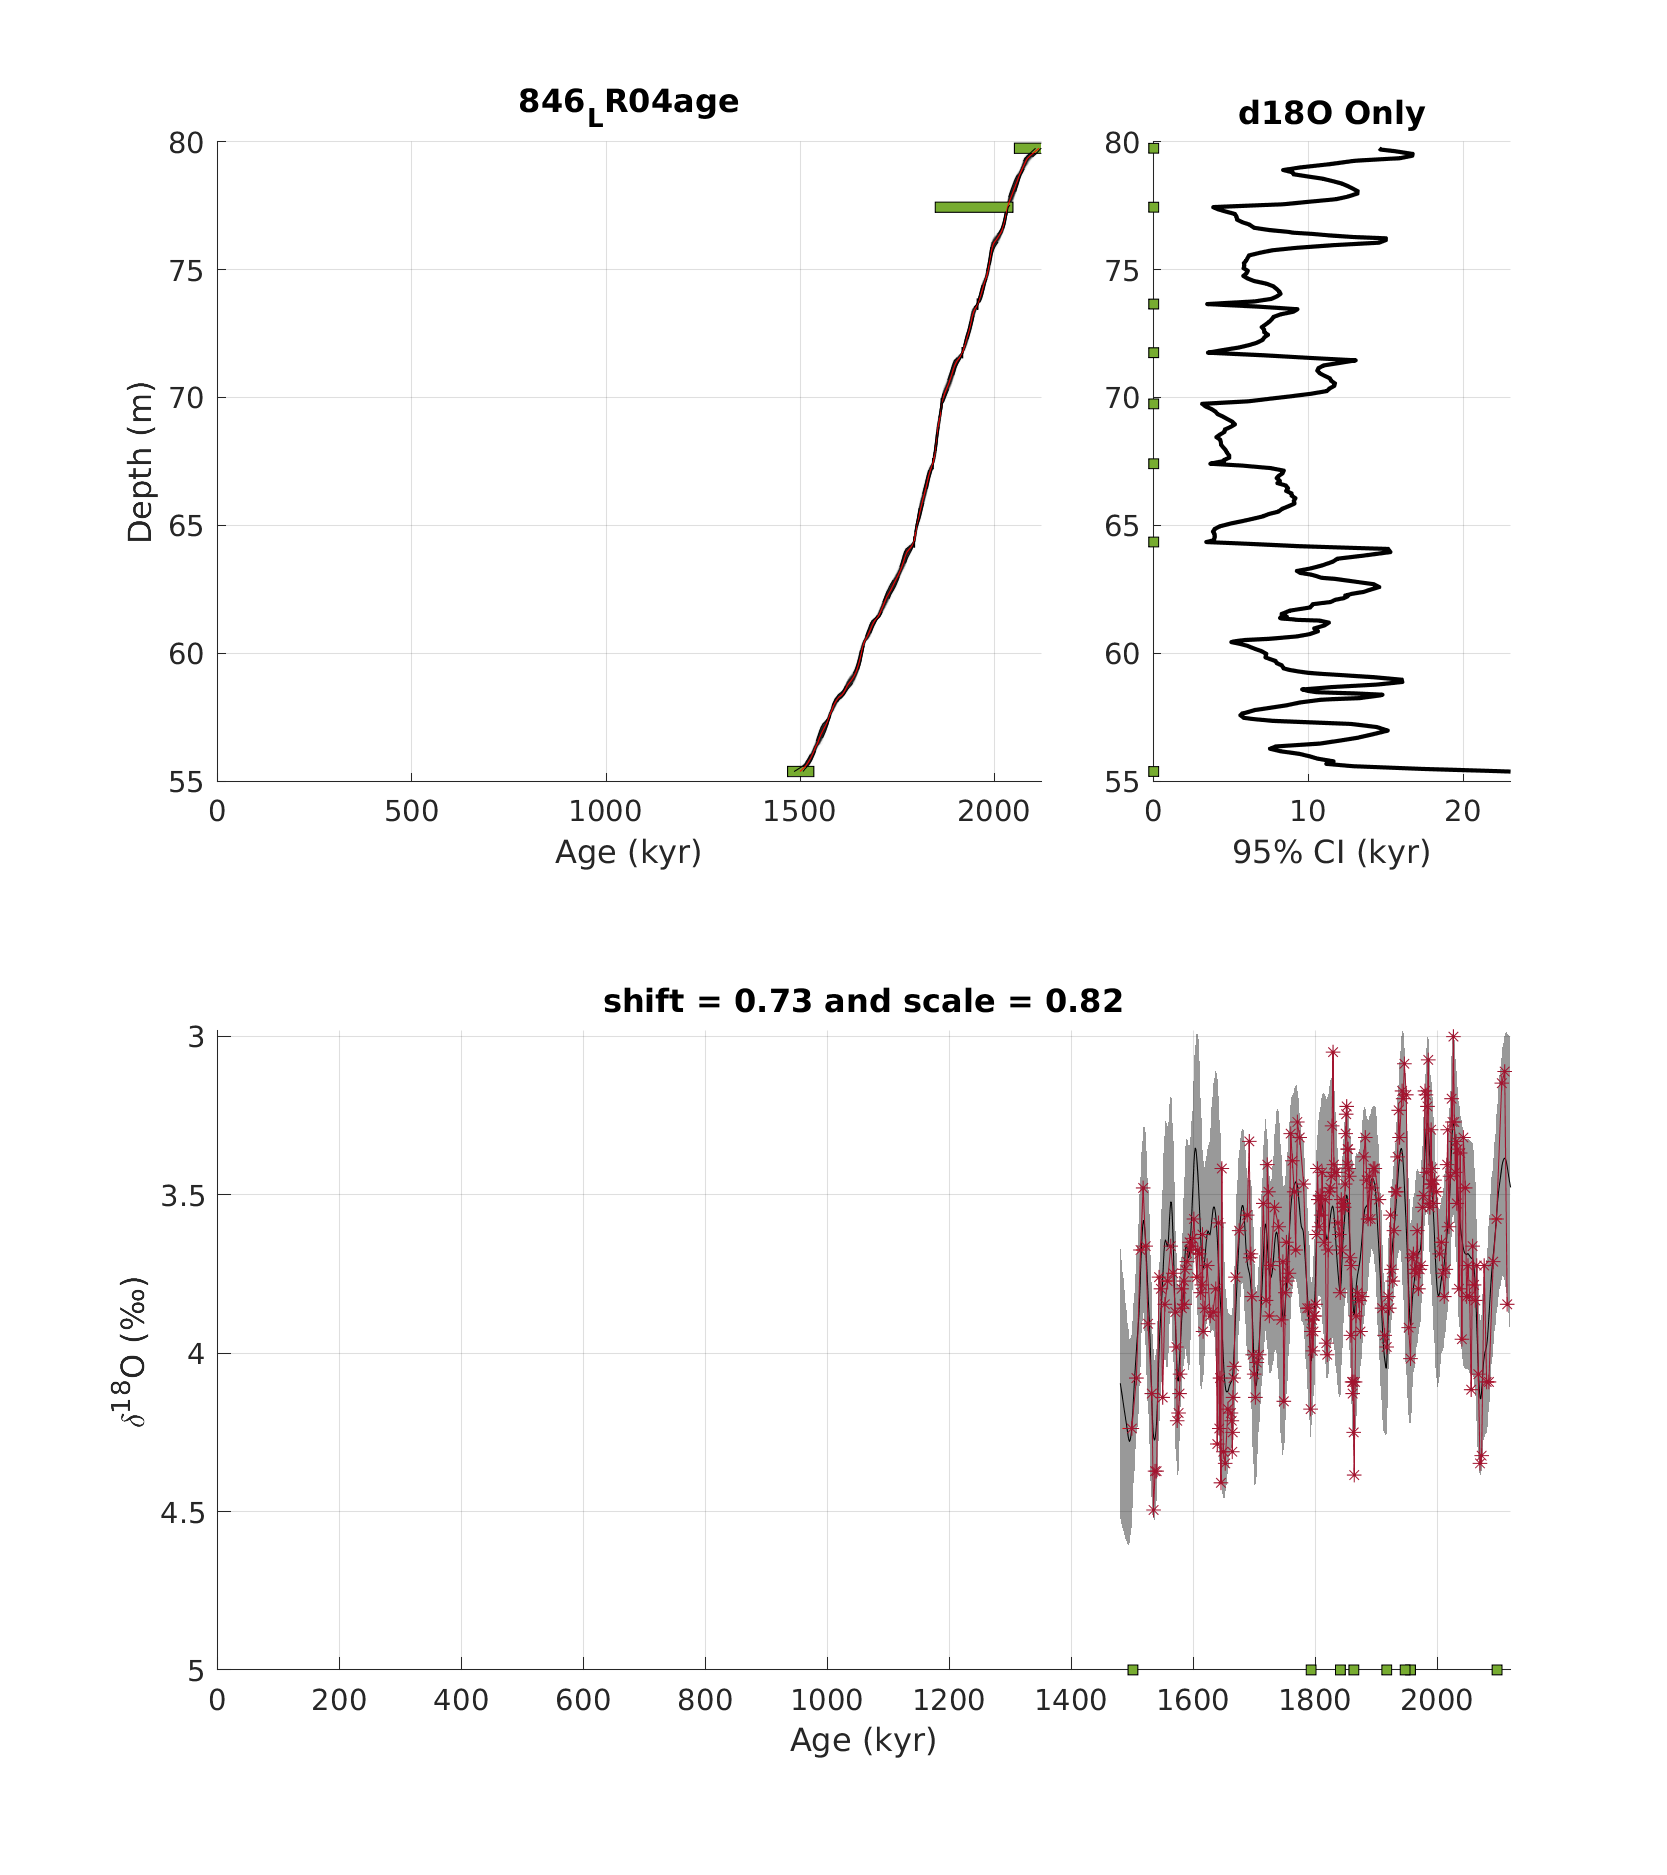 846LR04age
80
75
70
65
60
55
Depth (m)
0 500 1000 1500 2000
Age (kyr)
d18O Only
80
75
70
65
60
55
0 10 20
95% CI (kyr)
shift = 0.73 and scale = 0.82
3
3.5
4
4.5
5
δ18O (‰)
0 200 400 600 800 1000 1200 1400 1600 1800 2000
Age (kyr)